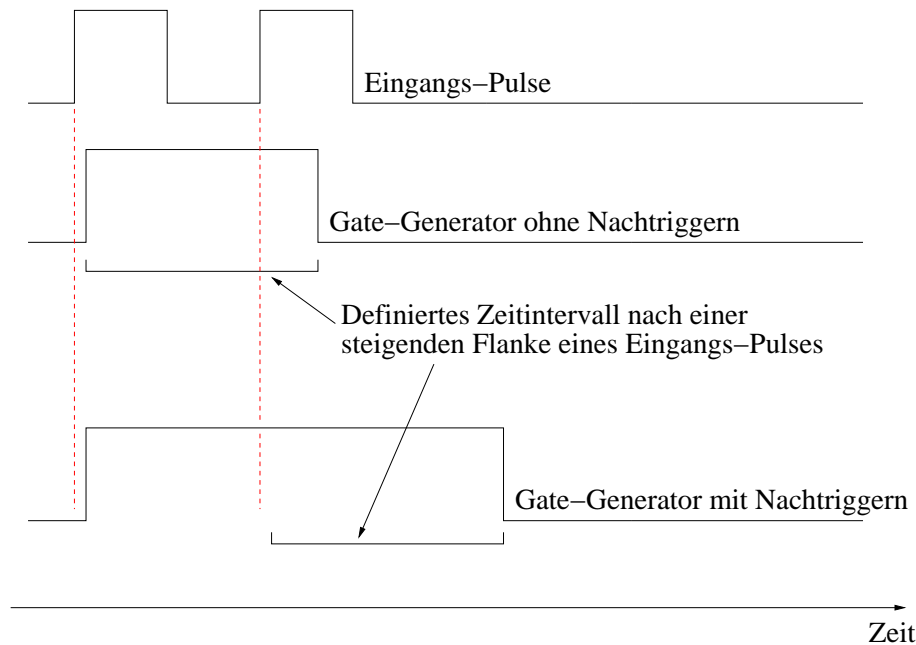 Eingangs−Pulse
Gate−Generator ohne Nachtriggern
Definiertes Zeitintervall nach einer
steigenden Flanke eines Eingangs−Pulses
Gate−Generator mit Nachtriggern
Zeit